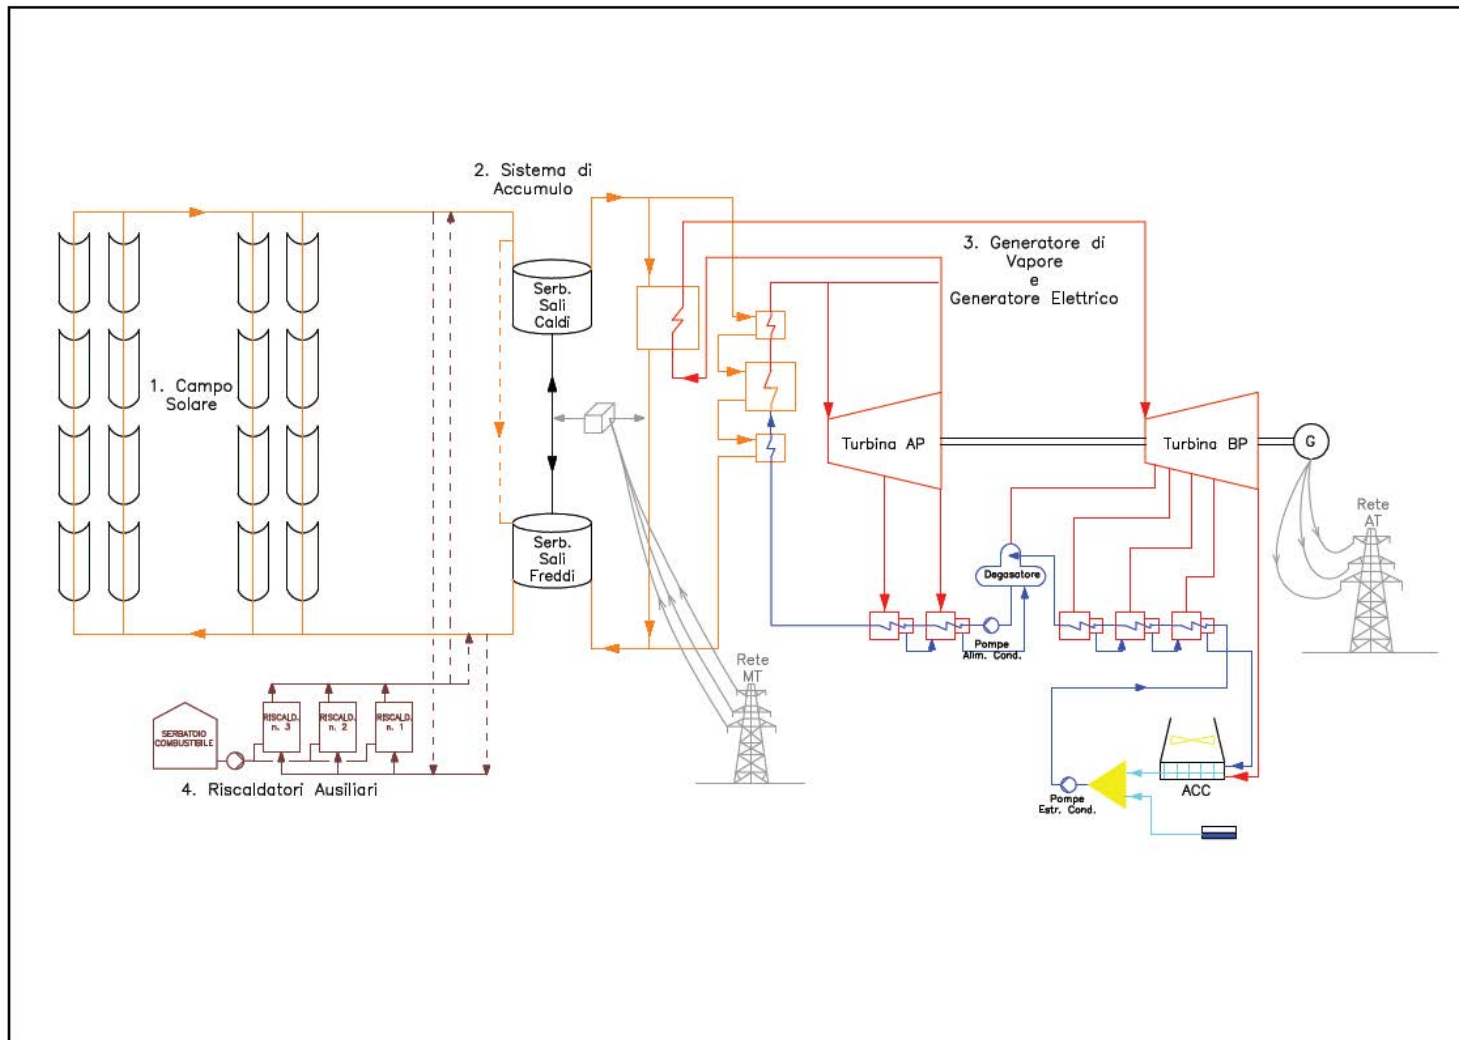 2. Sistema di
Accumulo
3. Generatore di
Vapore
e
Generatore Elettrico
Serb.
Sali
Caldi
1. Campo
Solare
Turbina AP
Turbina BP
G
Rete
AT
Serb.
Sali
Freddi
Degasatore
Pompe
Alim. Cond.
Rete
MT
SERBATOIO
COMBUSTIBILE
RISCALD.
n. 3
RISCALD.
n. 2
RISCALD.
n. 1
4. Riscaldatori Ausiliari
ACC
Pompe
Estr. Cond.